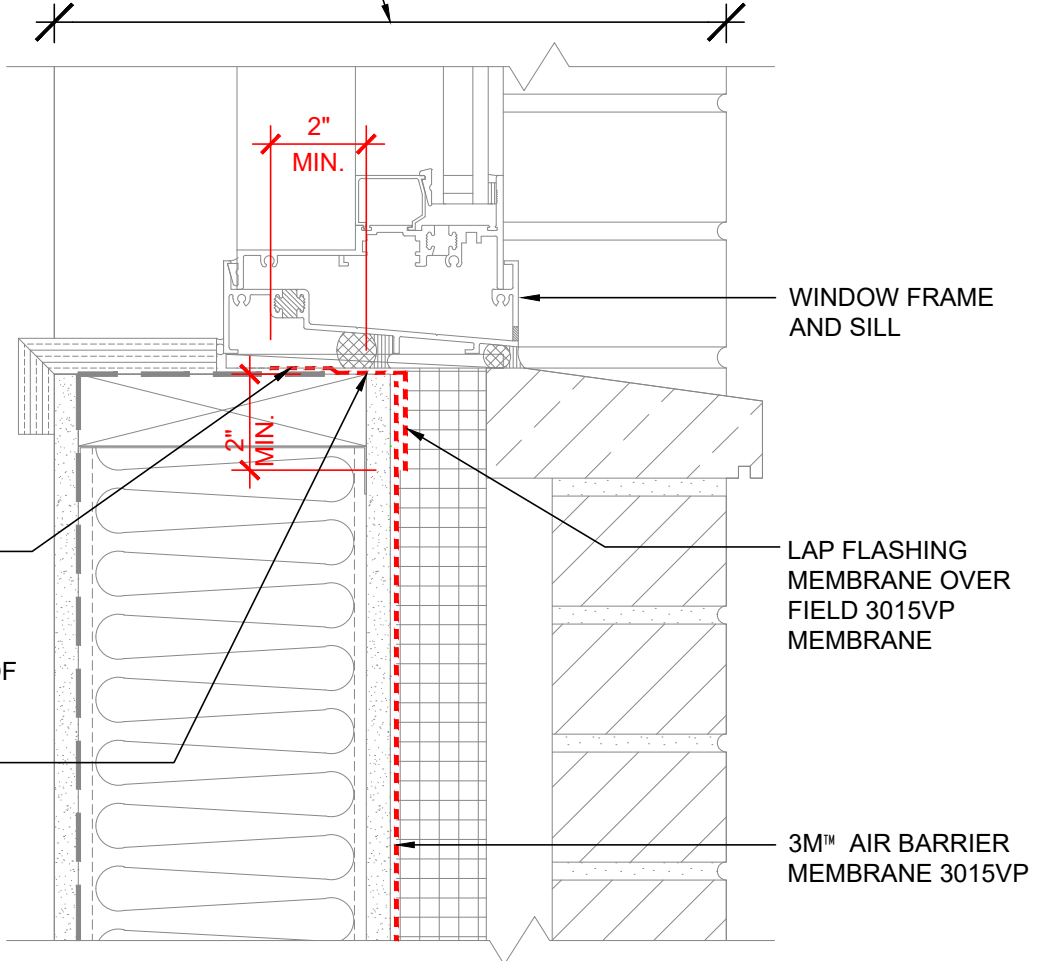 2"
MIN.
WINDOW FRAME
AND SILL
2"
MIN.
LAP FLASHING
MEMBRANE OVER
FIELD 3015VP
MEMBRANE
3M™ AIR BARRIER
MEMBRANE 3015VP